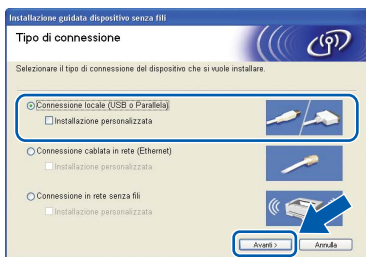 Installazione guidata dispositivo senza fili
Tipo di connessione
Selezionare il tipo di connessione del dispositivo che si vuole installare.
Connessione locale (USB o Parallela)
Installazione personalizzata
Connessione cablata in rete (Ethernet)
Installazione personalizzata
Connessione in rete senza fili
Installazione personalizzata
Avanti >
Annulla